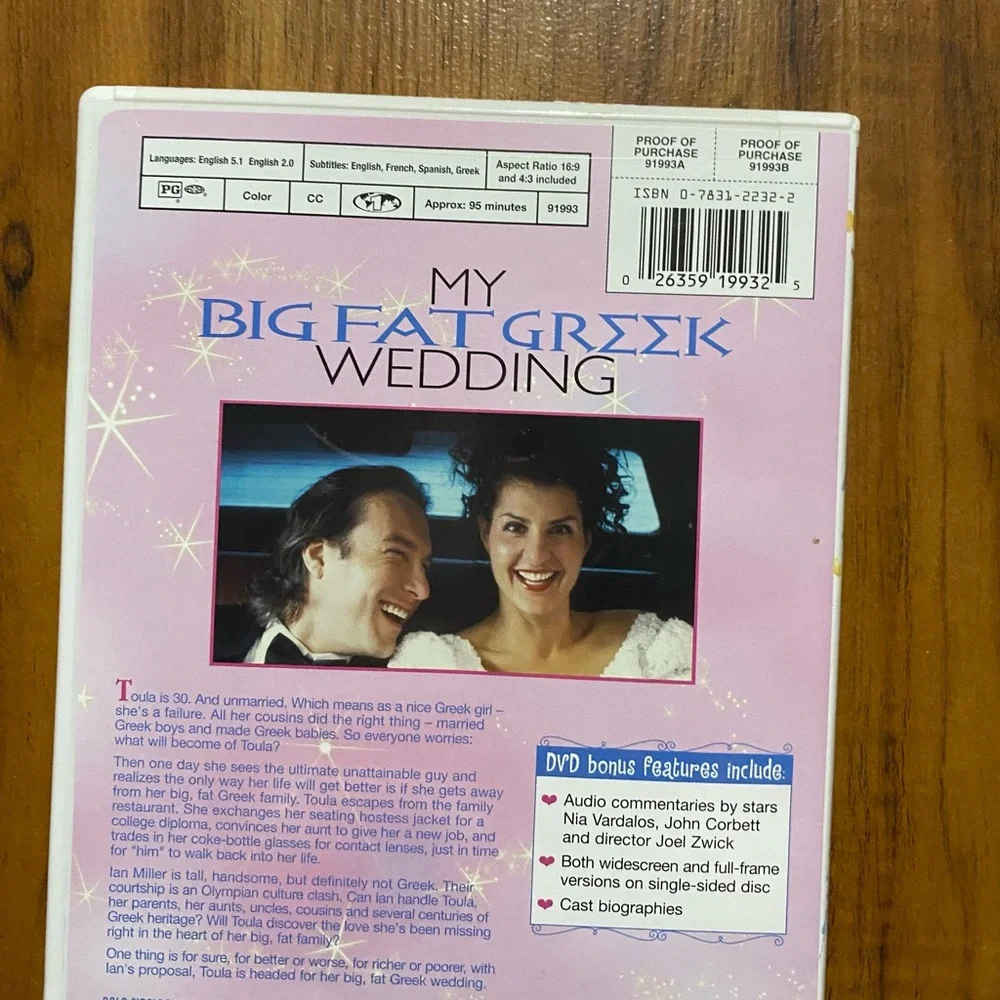 Languages: English 5.1 English 2.0
Subtitles: English, French, Spanish, Greek
Aspect Ratio 16:9
and 4:3 included
PG
Color
CC
1
Approx: 95 minutes
91993
PROOF OF
PURCHASE
91993A
PROOF OF
PURCHASE
91993B
ISBN 0-7831-2232-2
0 26359 19932 5
MY
BIG FAT GRΣΣK
WEDDING
Toula is 30. And unmarried. Which means as a nice Greek girl –
she's a failure. All her cousins did the right thing – married
Greek boys and made Greek babies. So everyone worries:
what will become of Toula?
Then one day she sees the ultimate unattainable guy and
realizes the only way her life will get better is if she gets away
from her big, fat Greek family. Toula escapes from the family
restaurant. She exchanges her seating hostess jacket for a
college diploma, convinces her aunt to give her a new job, and
trades in her coke-bottle glasses for contact lenses, just in time
for "him" to walk back into her life.
Ian Miller is tall, handsome, but definitely not Greek. Their
courtship is an Olympian culture clash. Can Ian handle Toula,
her parents, her aunts, uncles, cousins and several centuries of
Greek heritage? Will Toula discover the love she's been missing
right in the heart of her big, fat family?
One thing is for sure, for better or worse, for richer or poorer, with
Ian's proposal, Toula is headed for her big, fat Greek wedding.
DVD bonus features include:
Audio commentaries by stars
Nia Vardalos, John Corbett
and director Joel Zwick
Both widescreen and full-frame
versions on single-sided disc
Cast biographies